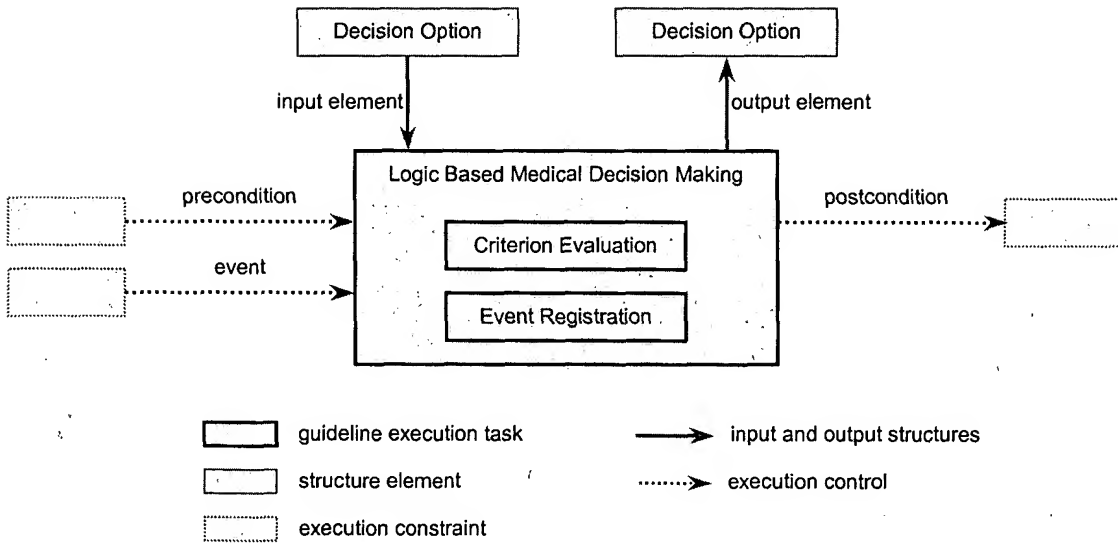 Decision Option
Decision Option
input element
output element
Logic Based Medical Decision Making
precondition
postcondition
Criterion Evaluation
event
Event Registration
guideline execution task
input and output structures
structure element
execution control
execution constraint